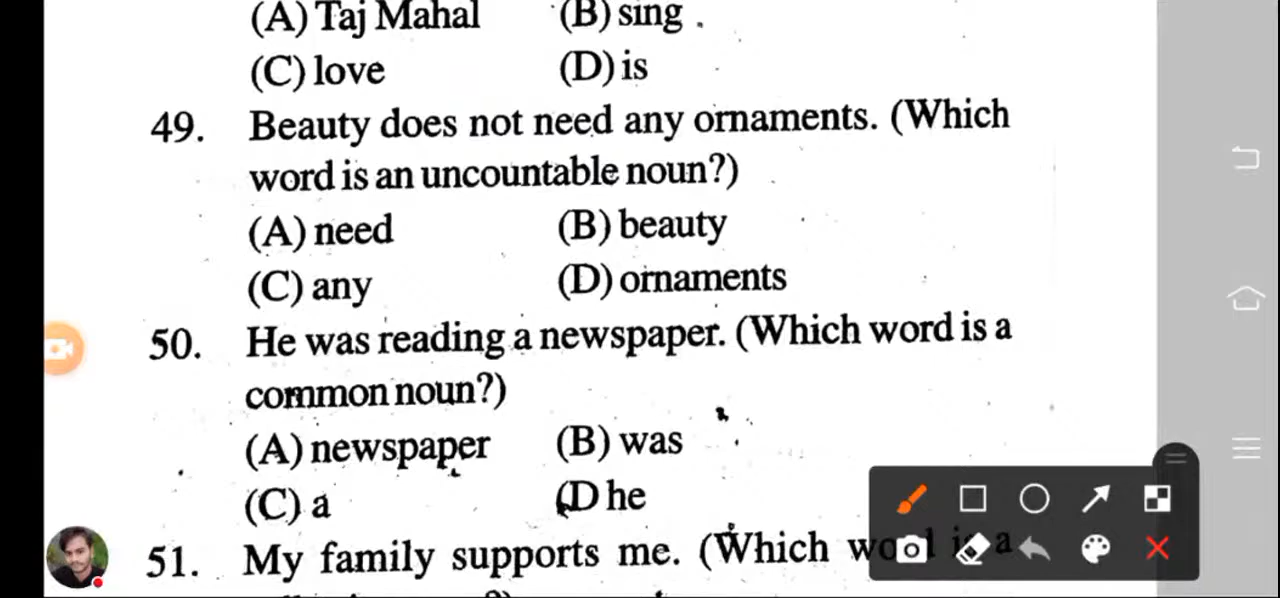 (A) Taj Mahal (B) sing .
(C) love (D) is
49. Beauty does not need any ornaments. (Which
word is an uncountable noun?)
(A) need (B) beauty
(C) any (D) ornaments
50. He was reading a newspaper. (Which word is a
common noun?)
(A) newspaper (B) was
(C) a (D he
51. My family supports me. (Which word is a